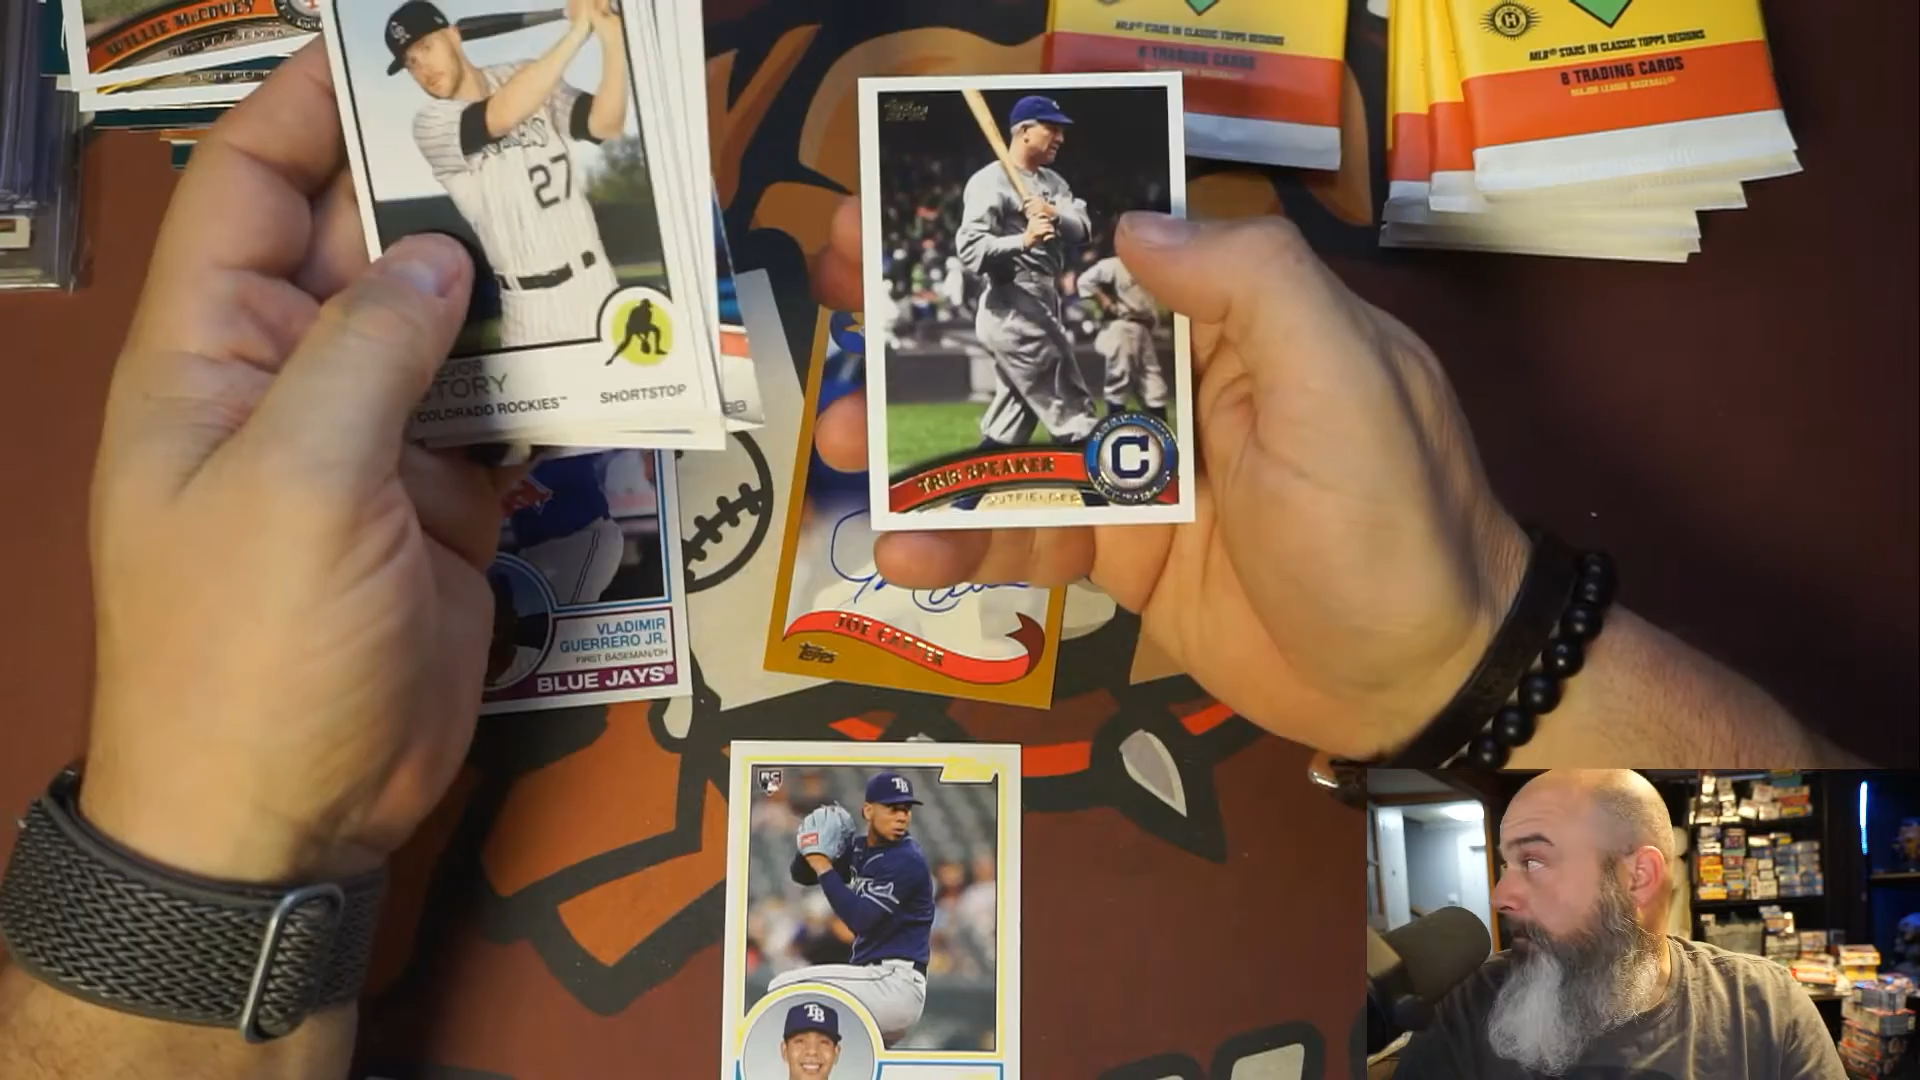 WILLIE McCOVEY
27
STORY
COLORADO ROCKIES™
SHORTSTOP
TRIS SPEAKER
OUTFIELDER
C
MLB® STARS IN CLASSIC TOPPS DESIGNS
8 TRADING CARDS
MLB® STARS IN CLASSIC TOPPS DESIGNS
8 TRADING CARDS
MAJOR LEAGUE BASEBALL®
VLADIMIR
GUERRERO JR.
FIRST BASEMAN/DH
BLUE JAYS®
JOE CARTER
TOPPS
RC
TB
TB